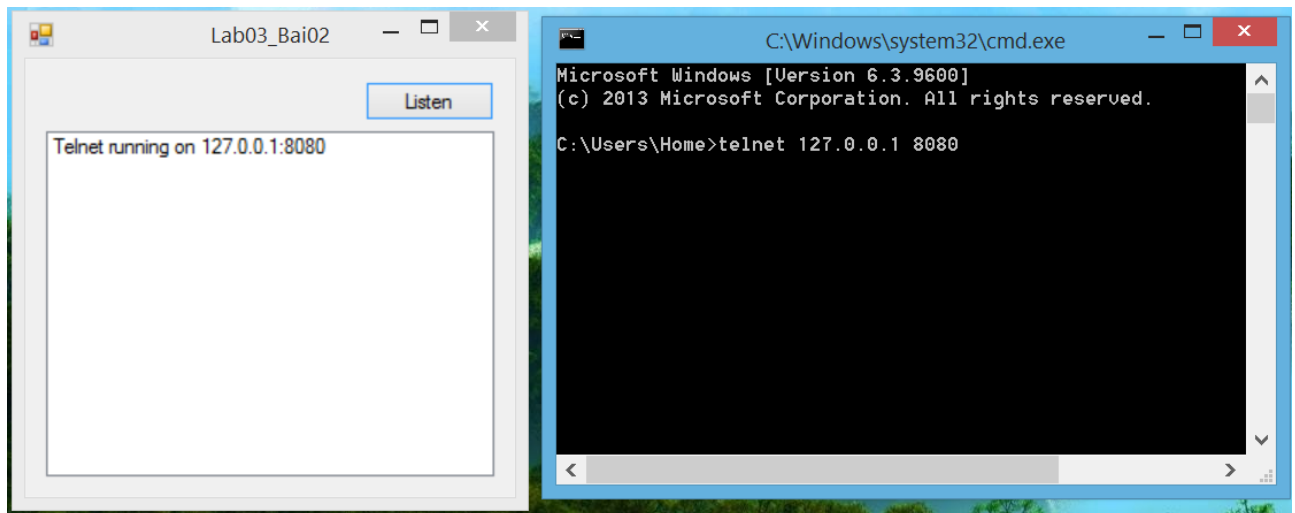 Lab03_Bai02
Listen
Telnet running on 127.0.0.1:8080
C:\Windows\system32\cmd.exe
Microsoft Windows [Version 6.3.9600]
(c) 2013 Microsoft Corporation. All rights reserved.
C:\Users\Home>telnet 127.0.0.1 8080